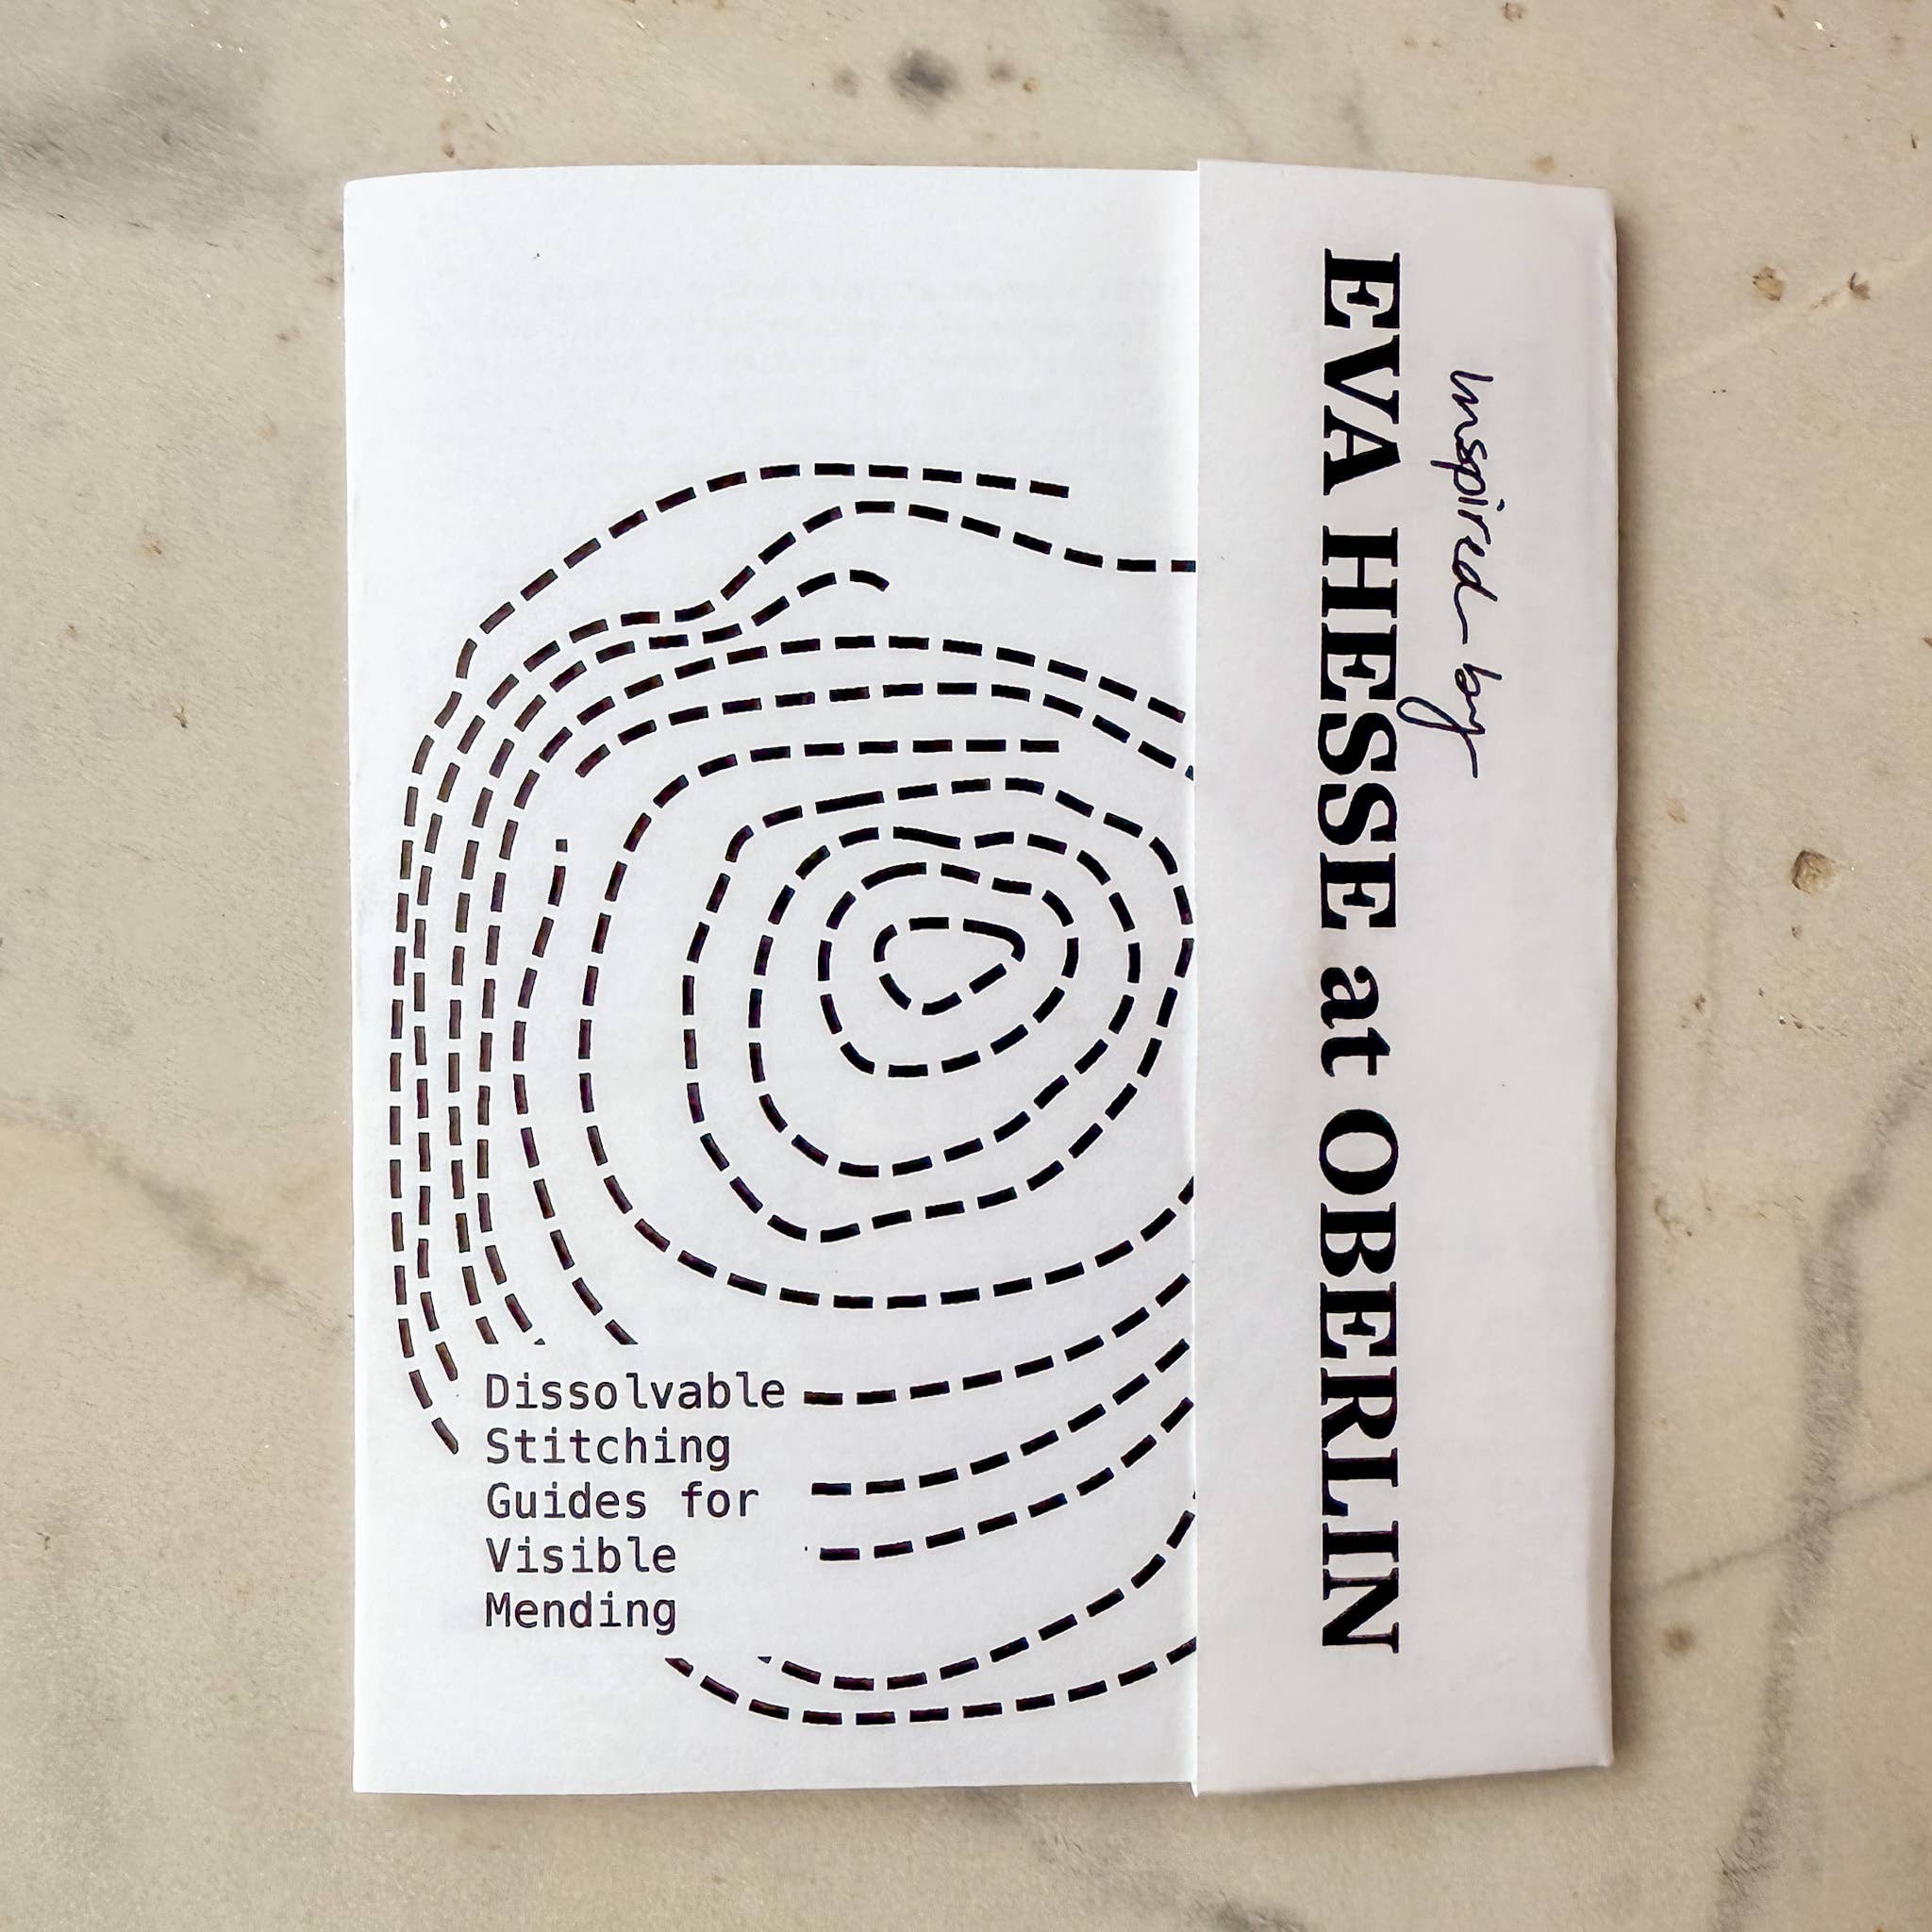 Inspired by
EVA HESSE at OBERLIN
Dissolvable
Stitching
Guides for
Visible
Mending